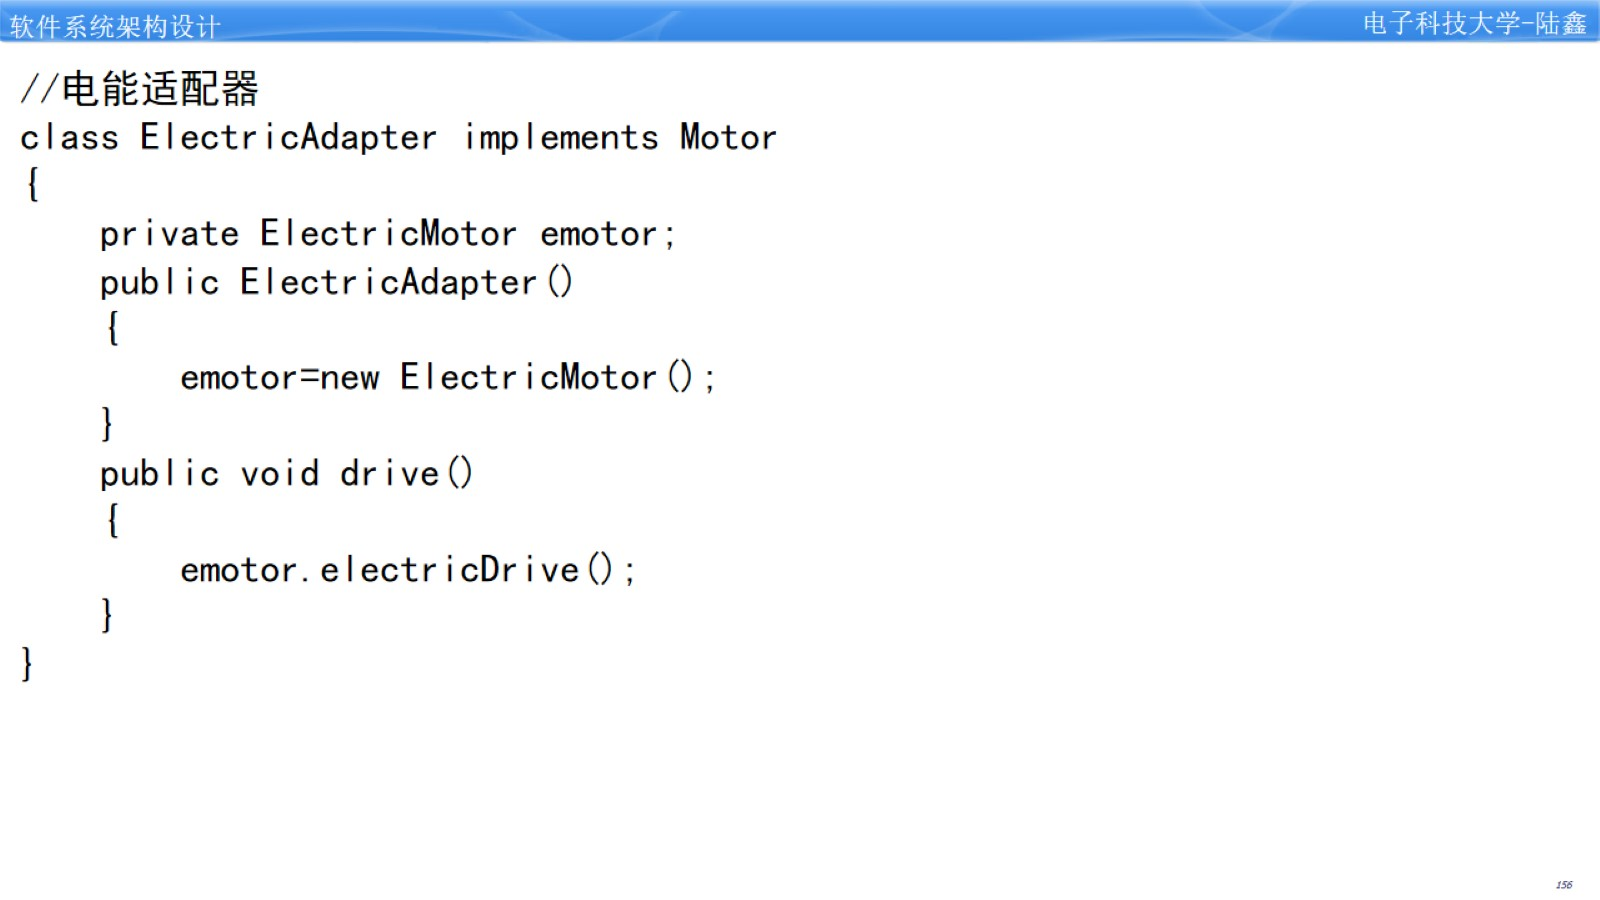 软件系统架构设计
电子科技大学-陆鑫
//电能适配器
class ElectricAdapter implements Motor
{
    private ElectricMotor emotor;
    public ElectricAdapter()
    {
        emotor=new ElectricMotor();
    }
    public void drive()
    {
        emotor.electricDrive();
    }
}
156